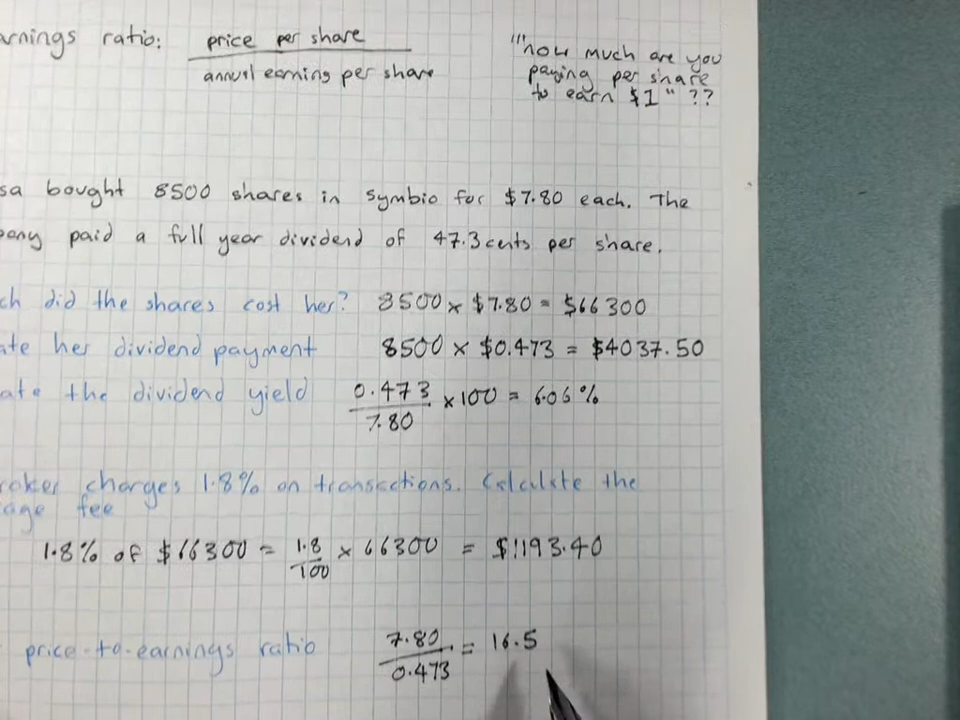 arnings ratio: price per share
annual earning per share
"how much are you
paying per share
to earn $1" ??
sa bought 8500 shares in Symbio for $7.80 each. The
pany paid a full year dividend of 47.3 cents per share.
ch did the shares cost her? 8500 x $7.80 = $66300
ate her dividend payment 8500 x $0.473 = $4037.50
ate the dividend yield 0.473/7.80 x 100 = 6.06%
roker charges 1.8% on transactions. Calculate the
age fee
1.8% of $66300 = 1.8/100 x 66300 = $1193.40
price-to-earnings ratio 7.80/0.473 = 16.5